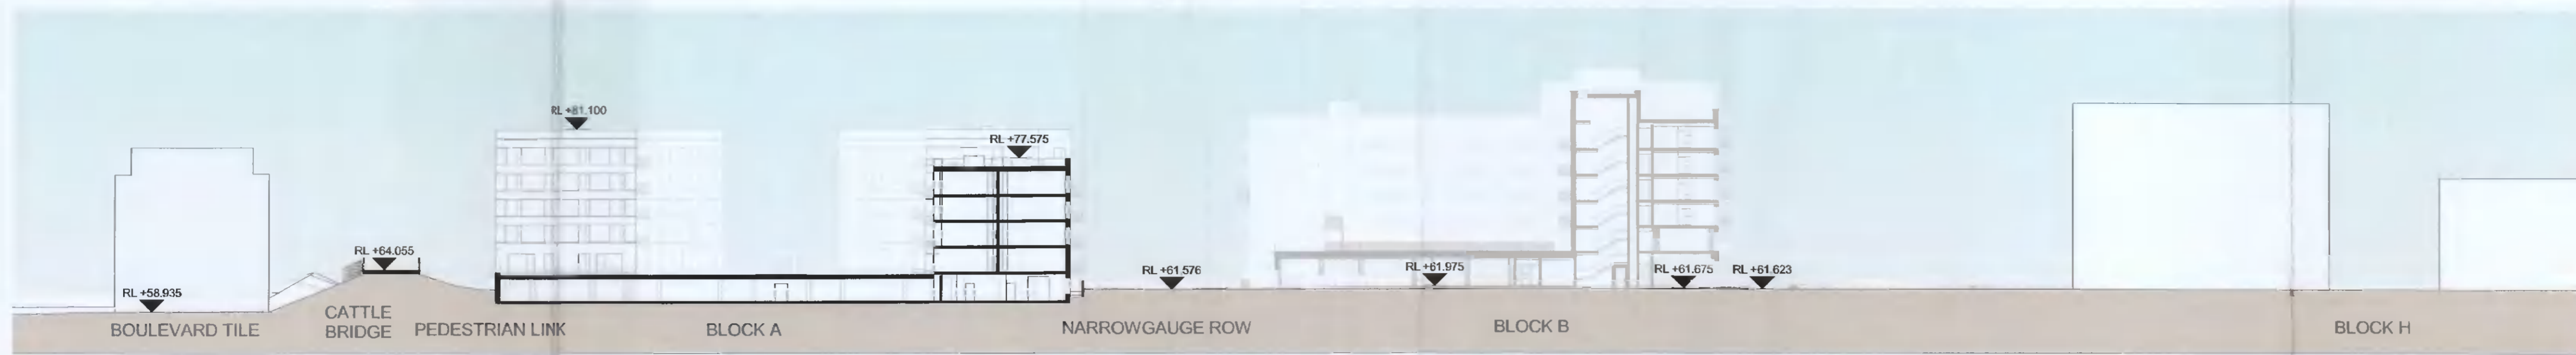 RL +81.100
RL +77.575
RL +64.055
RL +61.576
RL +61.975
RL +61.675
RL +61.623
RL +58.935
BOULEVARD TILE
CATTLE
BRIDGE
PEDESTRIAN LINK
BLOCK A
NARROWGAUGE ROW
BLOCK B
BLOCK H